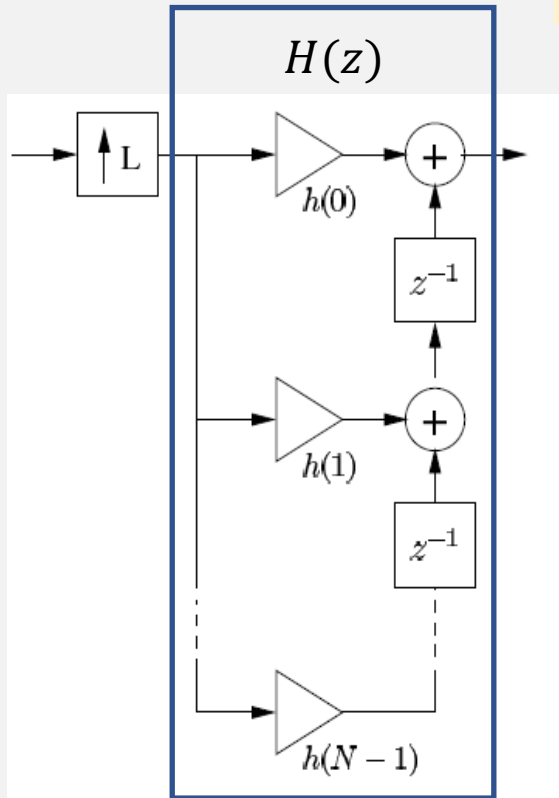 H(z)
↑ L
+
h(0)
z⁻¹
+
h(1)
z⁻¹
h(N − 1)